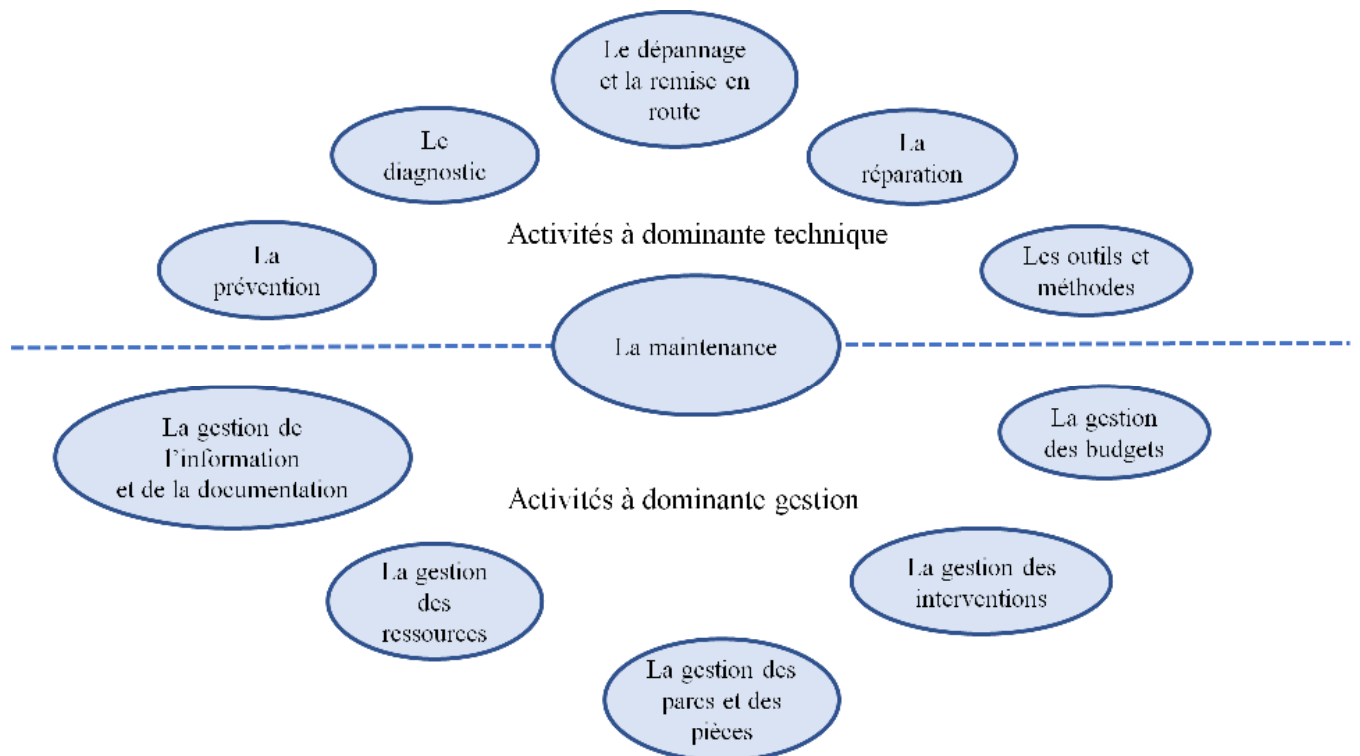 Le dépannage
et la remise en
route
Le
diagnostic
La
réparation
Activités à dominante technique
La
prévention
Les outils et
méthodes
La maintenance
La gestion de
l’information
et de la documentation
La gestion
des budgets
Activités à dominante gestion
La gestion
des
ressources
La gestion des
interventions
La gestion des
parcs et des
pièces